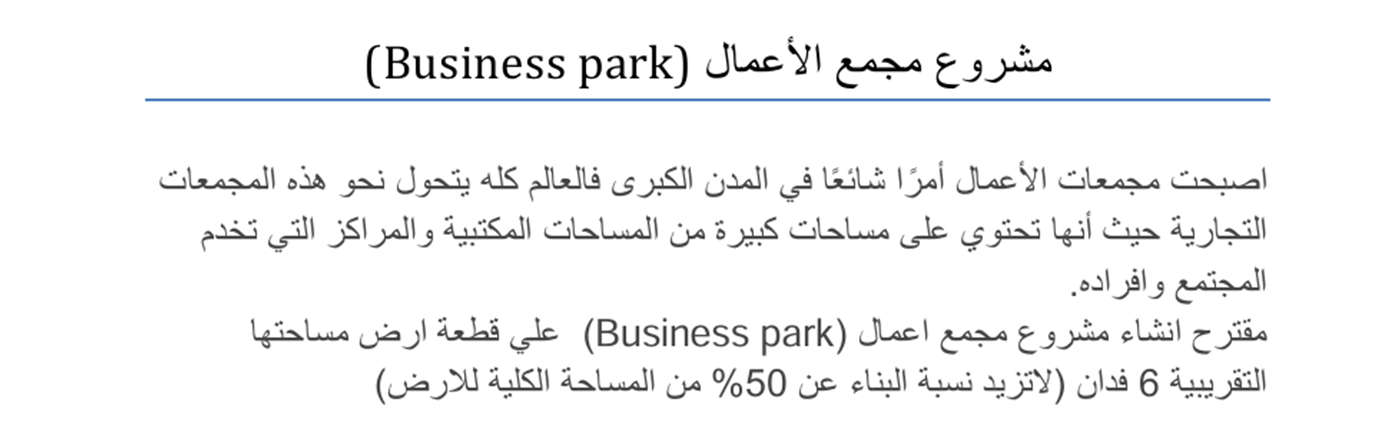 مشروع مجمع الأعمال (Business park)
اصبحت مجمعات الأعمال أمرًا شائعًا في المدن الكبرى فالعالم كله يتحول نحو هذه المجمعات
التجارية حيث أنها تحتوي على مساحات كبيرة من المساحات المكتبية والمراكز التي تخدم
المجتمع وافراده.
مقترح انشاء مشروع مجمع اعمال (Business park) علي قطعة ارض مساحتها
التقريبية 6 فدان (لاتزيد نسبة البناء عن 50% من المساحة الكلية للارض)